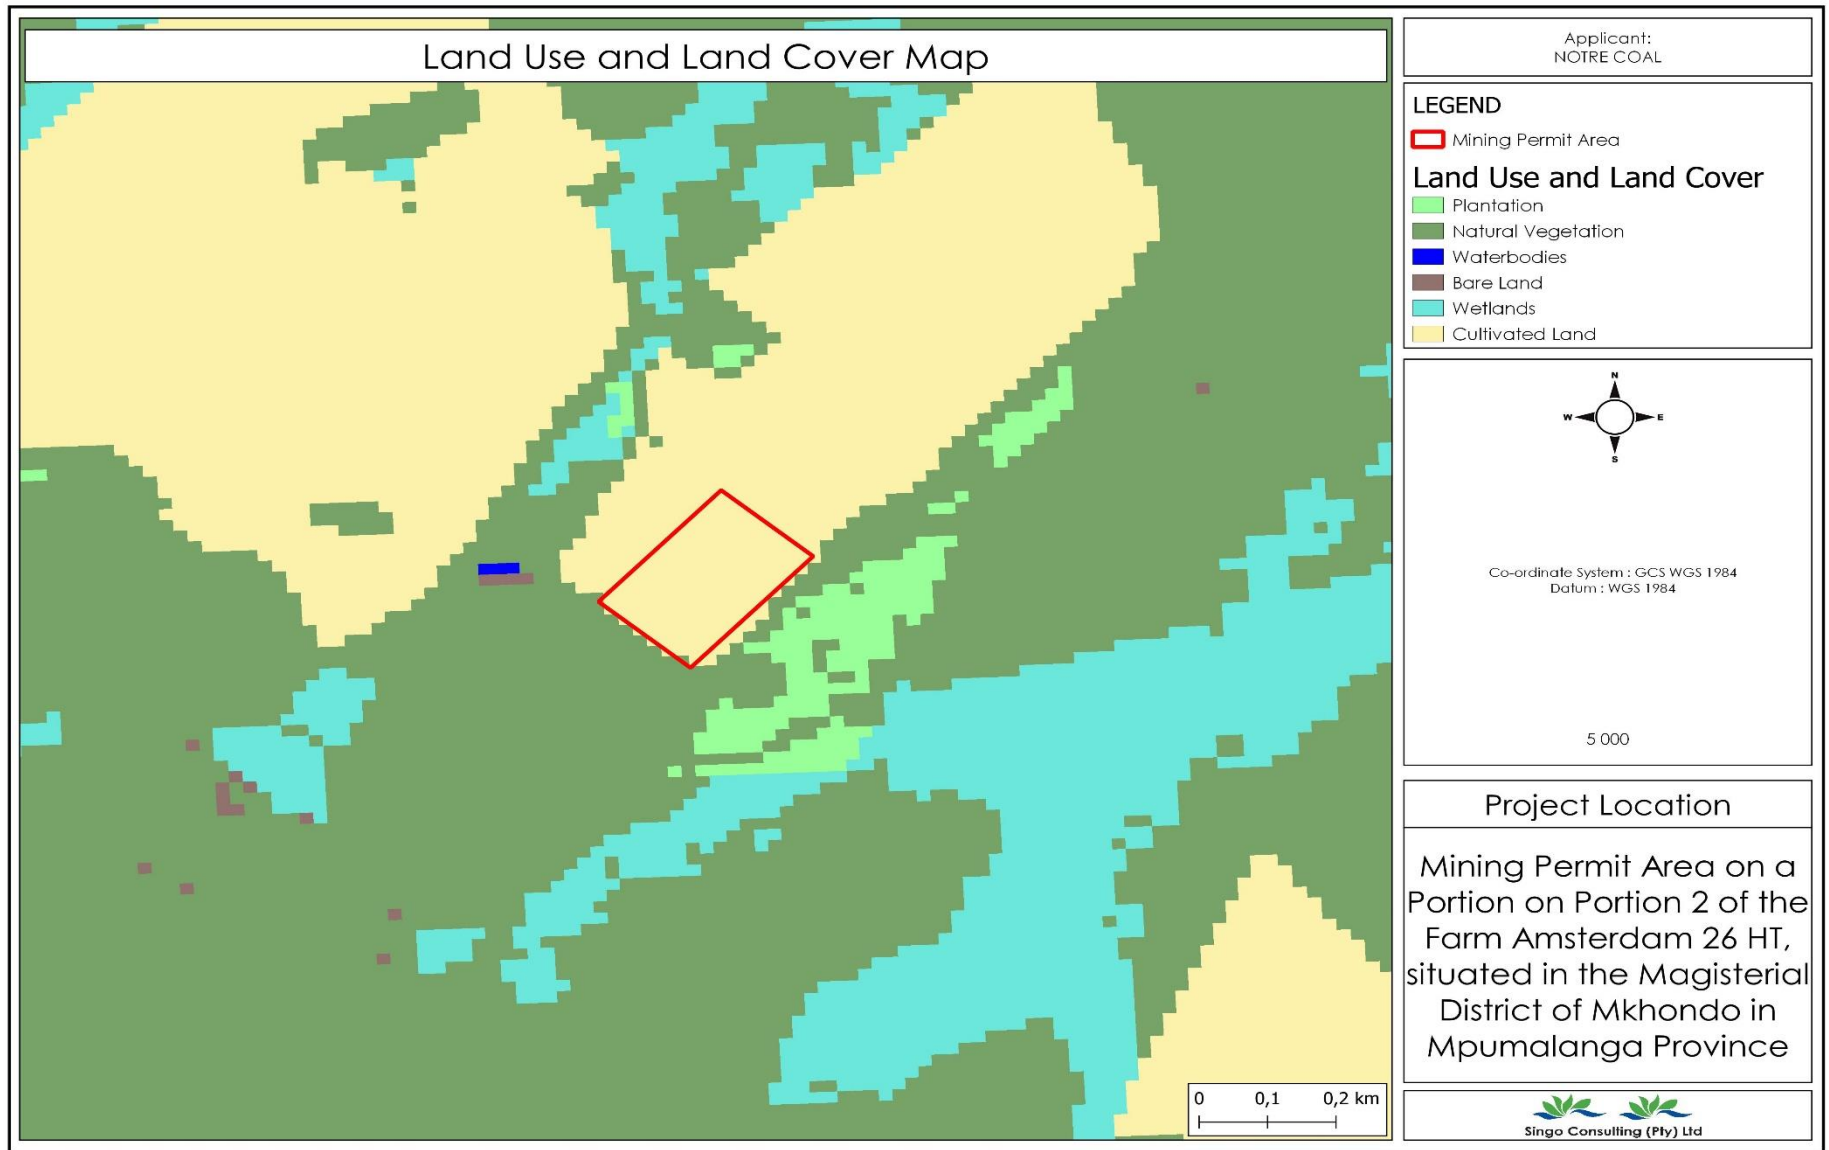 Land Use and Land Cover Map
Applicant:
NOTRE COAL
LEGEND
Mining Permit Area
Land Use and Land Cover
Plantation
Natural Vegetation
Waterbodies
Bare Land
Wetlands
Cultivated Land
N
W
E
S
Co-ordinate System : GCS WGS 1984
Datum : WGS 1984
5 000
Project Location
Mining Permit Area on a
Portion on Portion 2 of the
Farm Amsterdam 26 HT,
situated in the Magisterial
District of Mkhondo in
Mpumalanga Province
0 0,1 0,2 km
Singo Consulting (Pty) Ltd